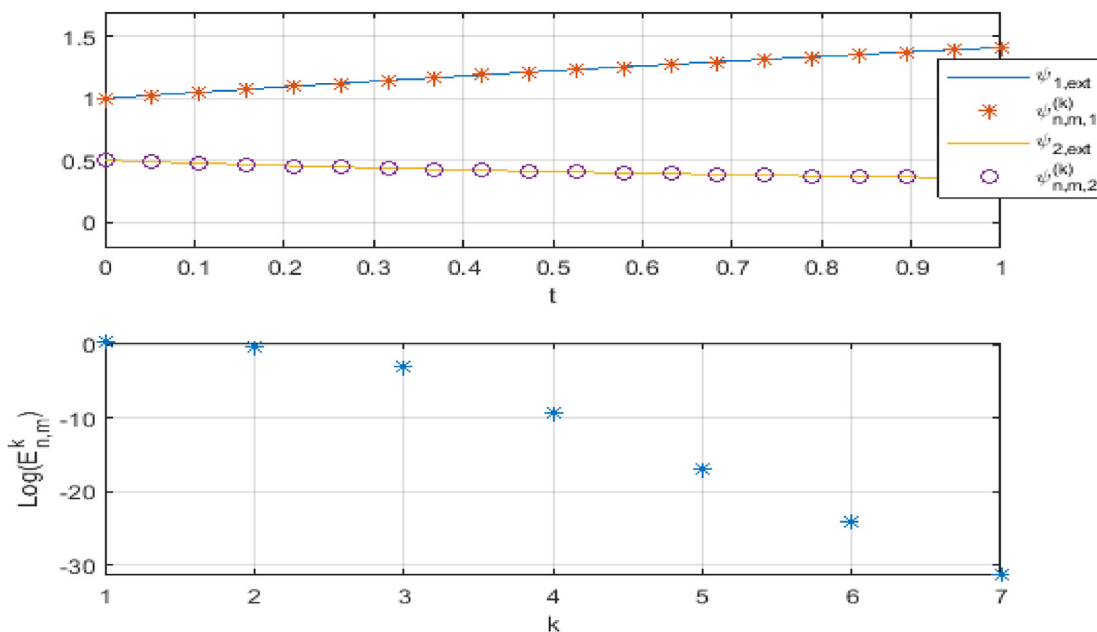 1.5
1
0.5
0
0 0.1 0.2 0.3 0.4 0.5 0.6 0.7 0.8 0.9 1
t
ψ1,ext
ψ(k)n,m,1
ψ2,ext
ψ(k)n,m,2
0
-10
-20
-30
Log(Ekn,m)
1 2 3 4 5 6 7
k